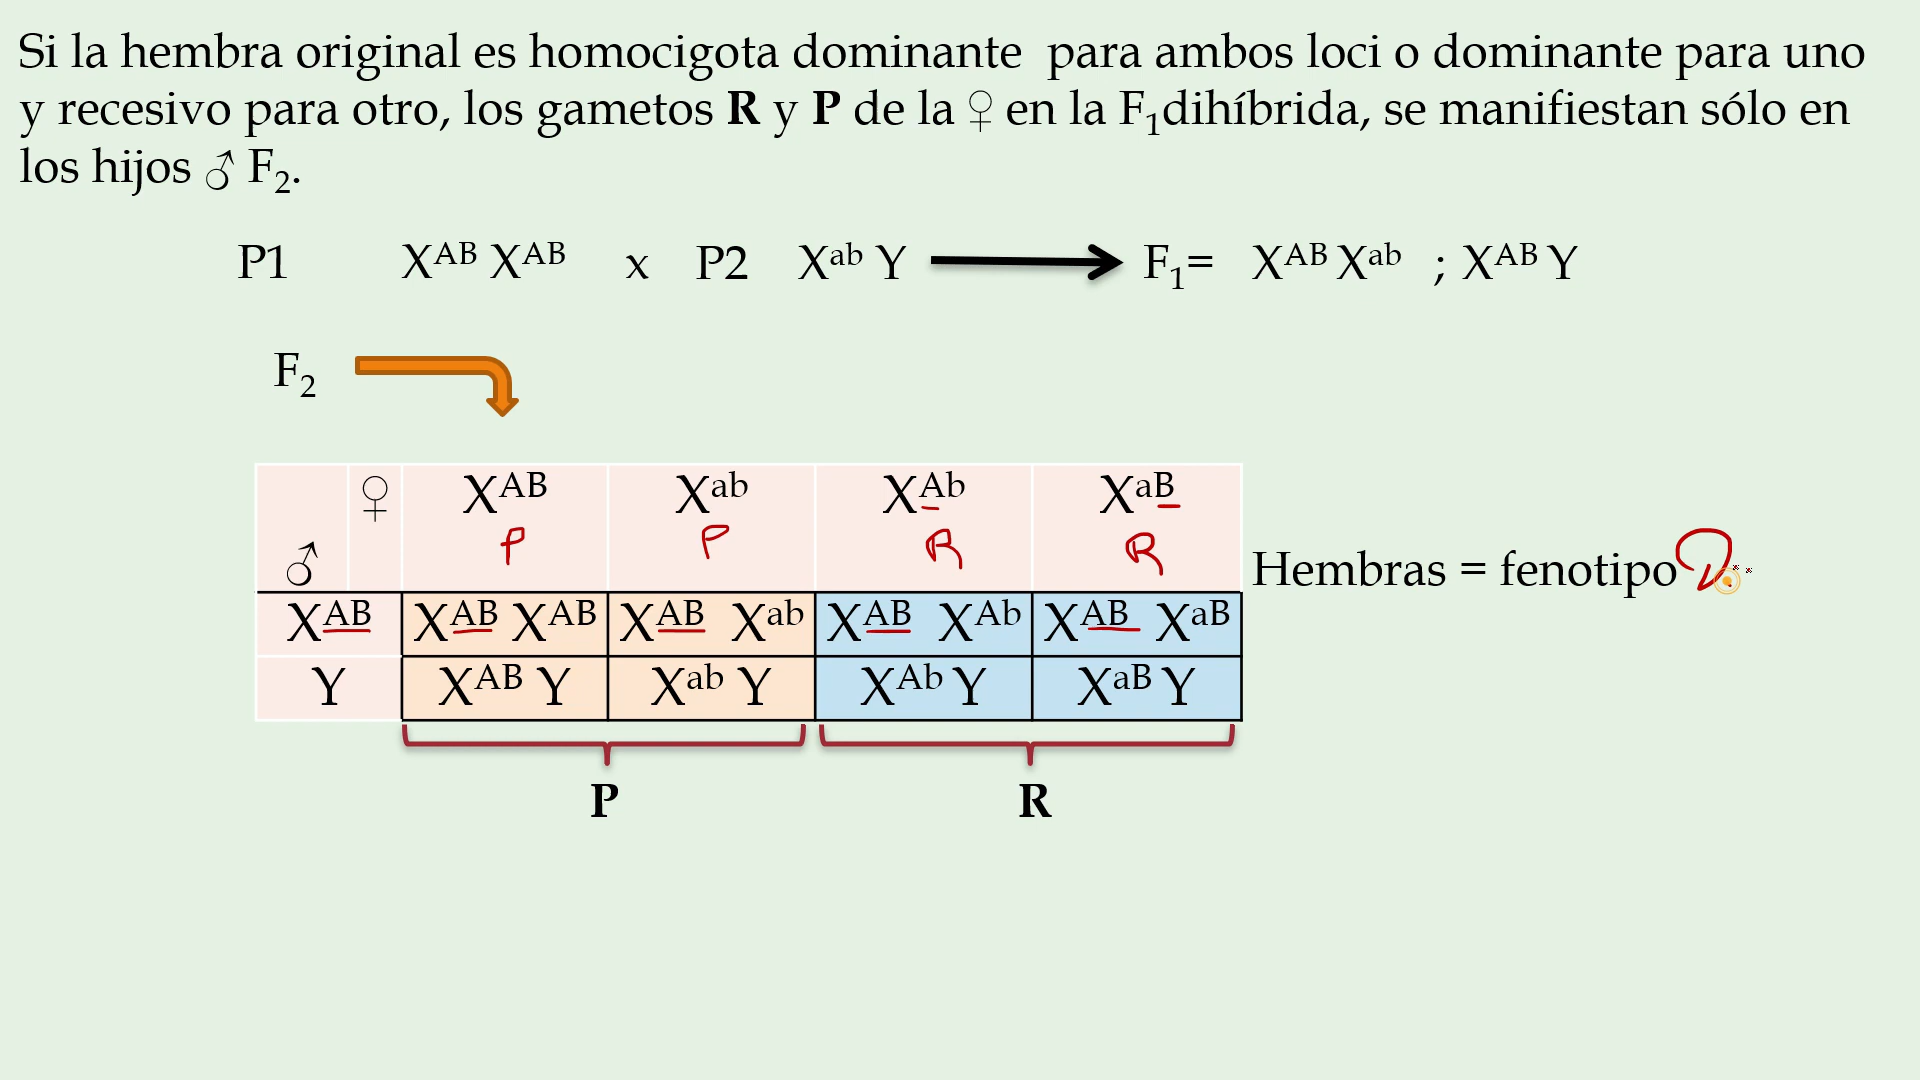 Si la hembra original es homocigota dominante para ambos loci o dominante para uno
y recesivo para otro, los gametos R y P de la ♀ en la F₁dihíbrida, se manifiestan sólo en
los hijos ♂ F₂.
P1 Xᴬᴮ Xᴬᴮ x P2 Xᵃᵇ Y F₁= Xᴬᴮ Xᵃᵇ ; Xᴬᴮ Y
F₂
♀ Xᴬᴮ Xᵃᵇ Xᴬᵇ Xᵃᴮ
♂ P P R R
Hembras = fenotipo
Xᴬᴮ Xᴬᴮ Xᴬᴮ Xᴬᴮ Xᵃᵇ Xᴬᴮ Xᴬᵇ Xᴬᴮ Xᵃᴮ
Y Xᴬᴮ Y Xᵃᵇ Y Xᴬᵇ Y Xᵃᴮ Y
P R